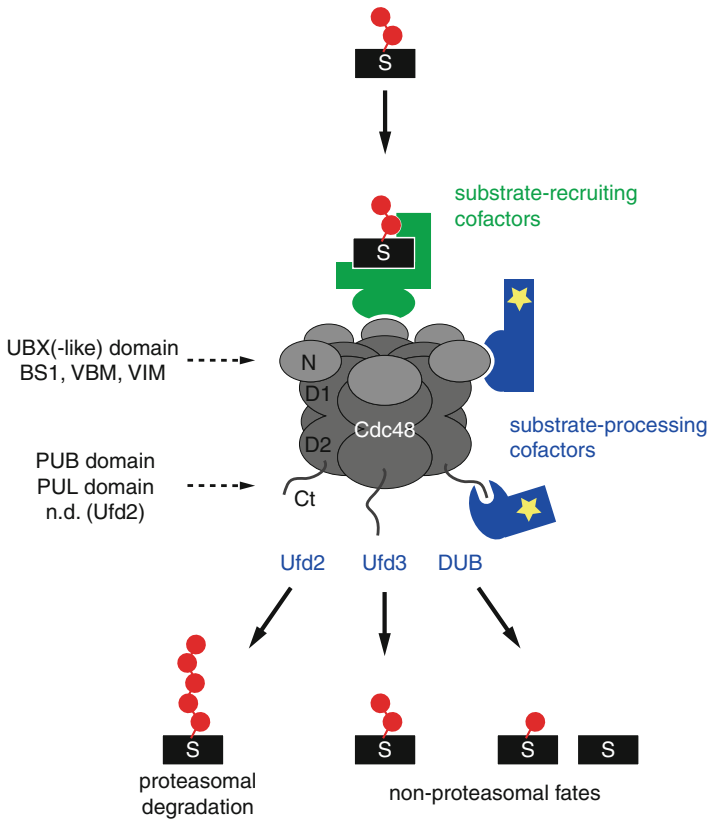 S
substrate-recruiting
cofactors
S
UBX(-like) domain
BS1, VBM, VIM
N
D1
Cdc48
D2
substrate-processing
cofactors
PUB domain
PUL domain
n.d. (Ufd2)
Ct
Ufd2 Ufd3 DUB
S S S S
proteasomal
degradation
non-proteasomal fates